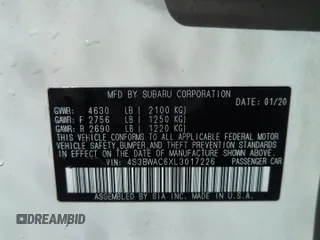 MFD. BY SUBARU CORPORATION
DATE: 01/20
GVWR: 4630 LB ( 2100 KG)
GAWR: F 2756 LB ( 1250 KG)
GAWR: R 2690 LB ( 1220 KG)
THIS VEHICLE CONFORMS TO ALL APPLICABLE FEDERAL MOTOR
VEHICLE SAFETY, BUMPER, AND THEFT PREVENTION STANDARDS IN
EFFECT ON THE DATE OF MANUFACTURE SHOWN ABOVE.
VIN: 4S3BWAC6XL3017226 PASSENGER CAR
ASSEMBLED BY SIA INC. MADE IN U.S.A.
DREAMBID